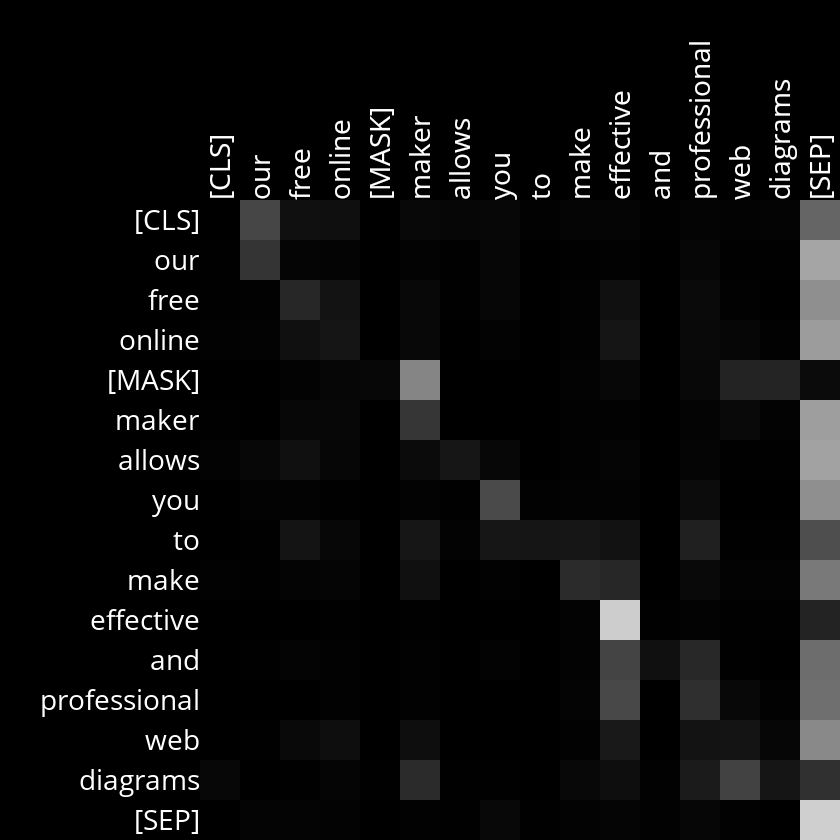 [CLS]
our
free
online
[MASK]
maker
allows
you
to
make
effective
and
professional
web
diagrams
[SEP]
[CLS]
our
free
online
[MASK]
maker
allows
you
to
make
effective
and
professional
web
diagrams
[SEP]